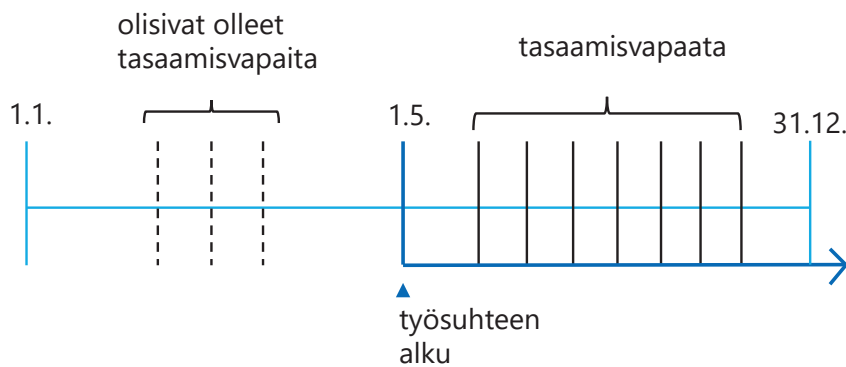 olisivat olleet
tasaamisvapaita
tasaamisvapaata
1.1.
1.5.
31.12.
työsuhteen
alku